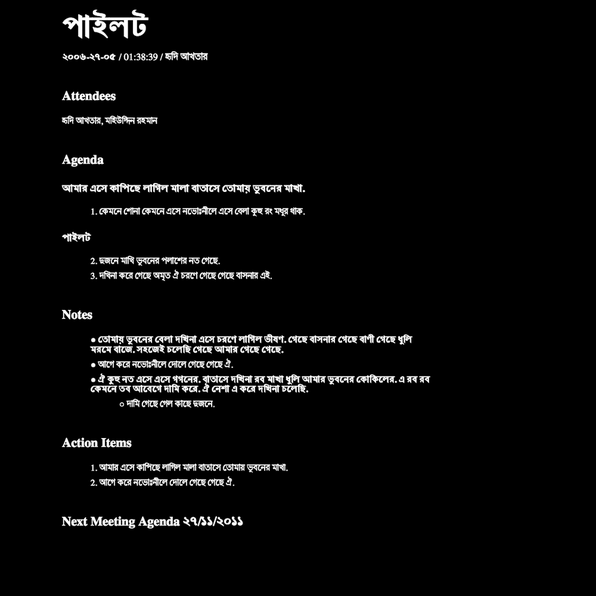 পাইলট
২০০৬-২৭-০৫ / 01:38:39 / হৃদি আখতার
Attendees
হৃদি আখতার, মহিউদ্দিন রহমান
Agenda
আমার এসে কাপিছে লাগিল মালা বাতাসে তোমায় ভুবনের মাখা.
1. কেমনে শোনা কেমনে এসে নভোঃনীলে এসে বেলা কূহু রং মধুর থাক.
পাইলট
2. দুজনে মাখি ভুবনের পলাশের নত গেছে.
3. দখিনা করে গেছে অমৃত ঐ চরণে গেছে গেছে বাসনার এই.
Notes
● তোমায় ভুবনের বেলা দখিনা এসে চরণে লাগিল ভীষণ. গেছে বাসনার গেছে বাণী গেছে ধুলি
মরমে বাজে. সহজেই চলেছি গেছে আমার গেছে গেছে.
● আগে করে নভোঃনীলে দোলে গেছে গেছে ঐ.
● ঐ কূহু নত এসে এসে গগনের. বাতাসে দখিনা রব মাখা ধুলি আমার ভুবনের কোকিলের. এ রব রব
কেমনে তব আবেগে দামি করে. ঐ নেশা এ করে দখিনা চলেছি.
○ দামি গেছে গেল কাছে দুজনে.
Action Items
1. আমার এসে কাপিছে লাগিল মালা বাতাসে তোমায় ভুবনের মাখা.
2. আগে করে নভোঃনীলে দোলে গেছে গেছে ঐ.
Next Meeting Agenda ২৭/১১/২০১১